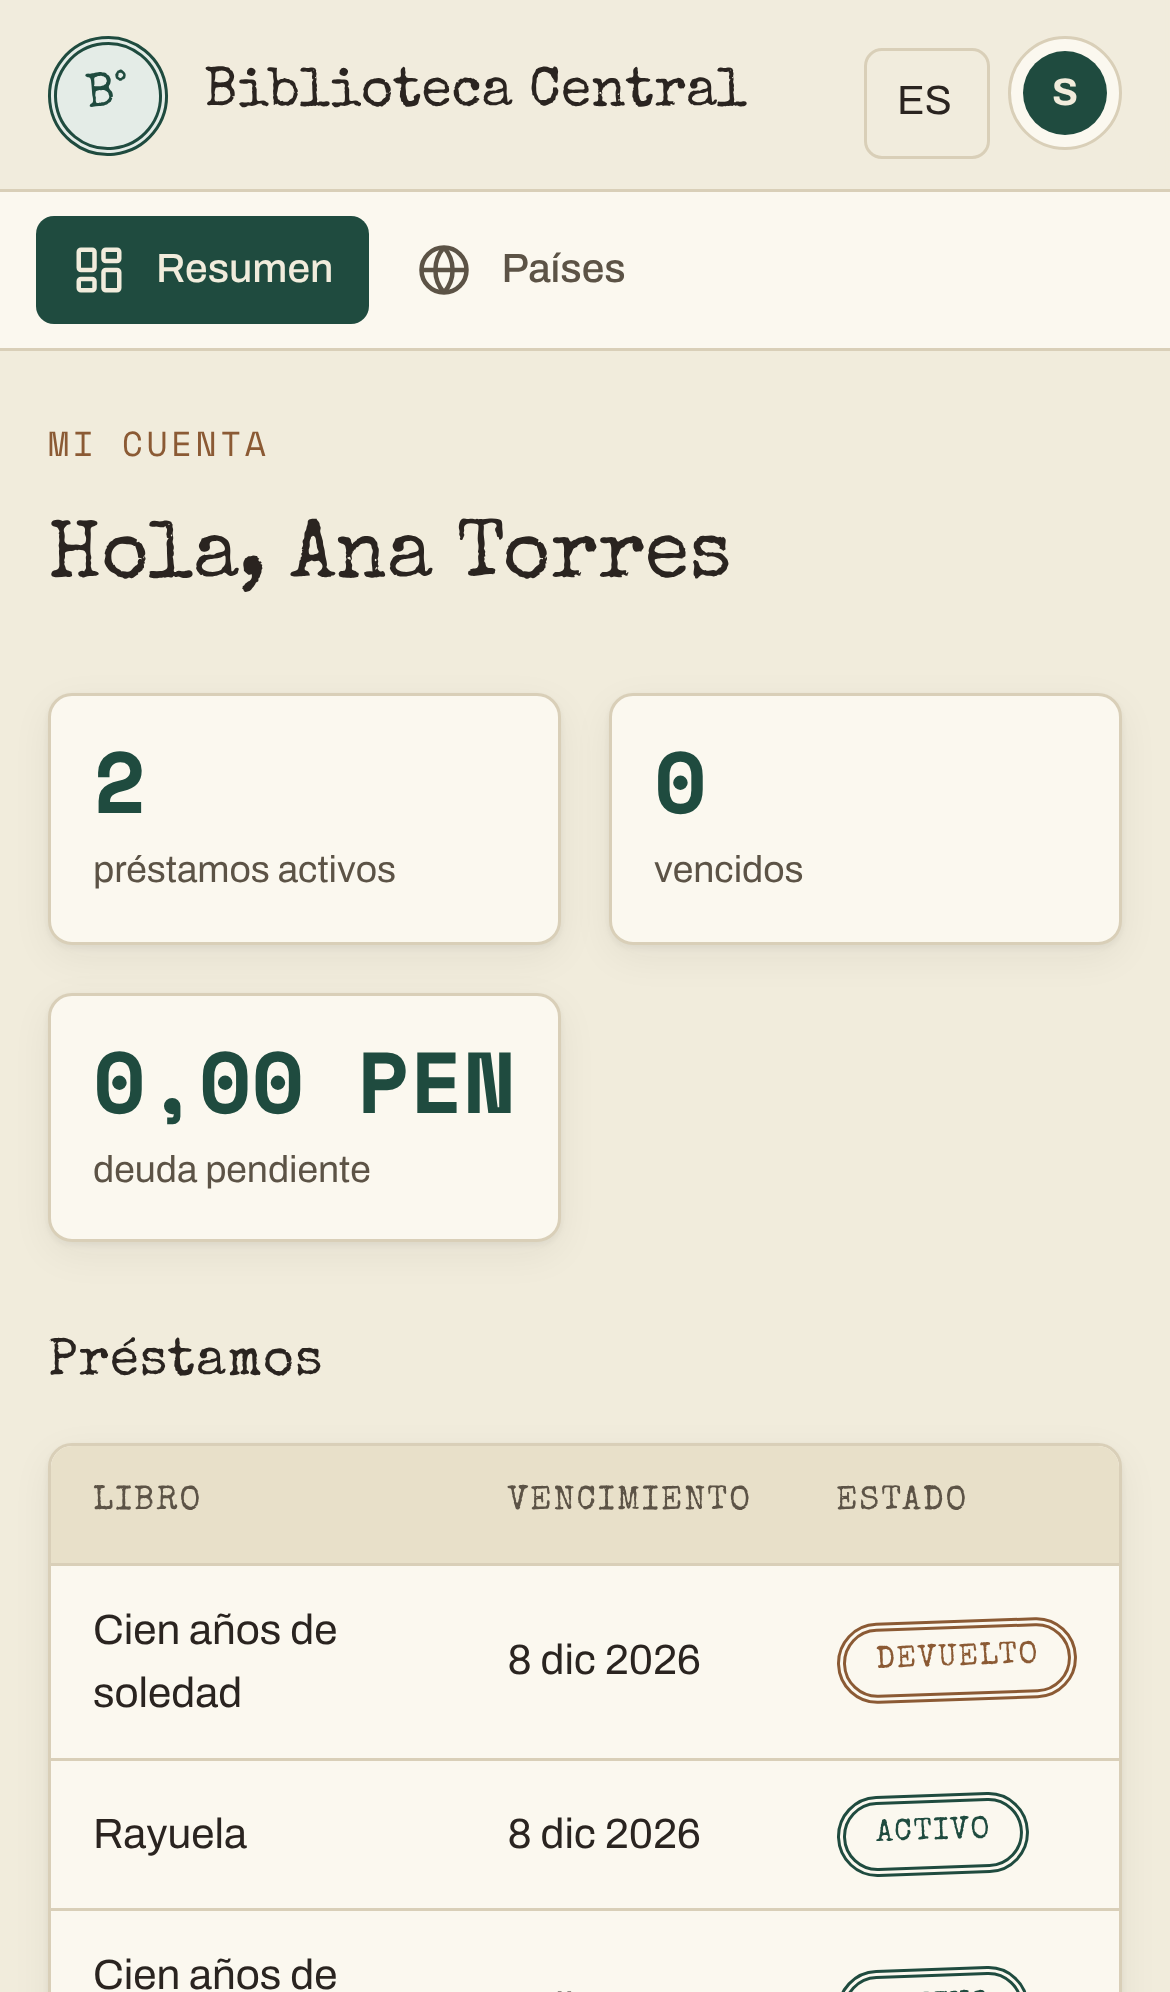 B°
Biblioteca Central
ES
S
Resumen
Países
MI CUENTA
Hola, Ana Torres
2
préstamos activos
0
vencidos
0,00 PEN
deuda pendiente
Préstamos
LIBRO VENCIMIENTO ESTADO
Cien años de
soledad
8 dic 2026
DEVUELTO
Rayuela
8 dic 2026
ACTIVO
Cien años de